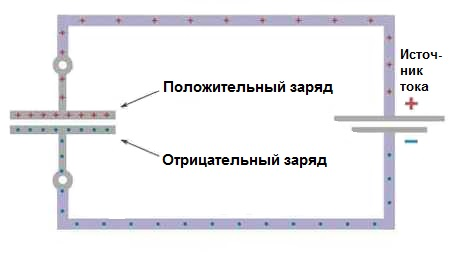 Источ-
ник
тока
+
Положительный заряд
Отрицательный заряд
−